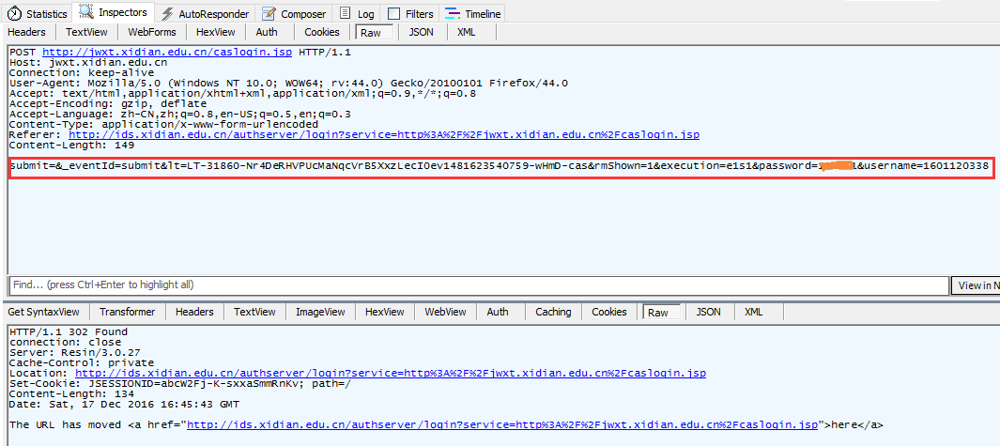 Statistics Inspectors AutoResponder Composer Log Filters Timeline
Headers TextView WebForms HexView Auth Cookies Raw JSON XML
POST http://jwxt.xidian.edu.cn/caslogin.jsp HTTP/1.1
Host: jwxt.xidian.edu.cn
Connection: keep-alive
User-Agent: Mozilla/5.0 (Windows NT 10.0; WOW64; rv:44.0) Gecko/20100101 Firefox/44.0
Accept: text/html,application/xhtml+xml,application/xml;q=0.9,*/*;q=0.8
Accept-Encoding: gzip, deflate
Accept-Language: zh-CN,zh;q=0.8,en-US;q=0.5,en;q=0.3
Content-Type: application/x-www-form-urlencoded
Referer: http://ids.xidian.edu.cn/authserver/login?service=http%3A%2F%2Fjwxt.xidian.edu.cn%2Fcaslogin.jsp
Content-Length: 149
submit=&_eventId=submit&lt=LT-31860-Nr4DeRHVPUcMaNqcVrB5XxzLecIOev1481623540759-wHmD-cas&rmShown=1&execution=e1s1&password= &username=1601120338
Find... (press Ctrl+Enter to highlight all) View in N
Get SyntaxView Transformer Headers TextView ImageView HexView WebView Auth Caching Cookies Raw JSON XML
HTTP/1.1 302 Found
connection: close
Server: Resin/3.0.27
Cache-Control: private
Location: http://ids.xidian.edu.cn/authserver/login?service=http%3A%2F%2Fjwxt.xidian.edu.cn%2Fcaslogin.jsp
Set-Cookie: JSESSIONID=abcW2Fj-K-sxxaSmmRnKv; path=/
Content-Length: 134
Date: Sat, 17 Dec 2016 16:45:43 GMT
The URL has moved <a href="http://ids.xidian.edu.cn/authserver/login?service=http%3A%2F%2Fjwxt.xidian.edu.cn%2Fcaslogin.jsp">here</a>